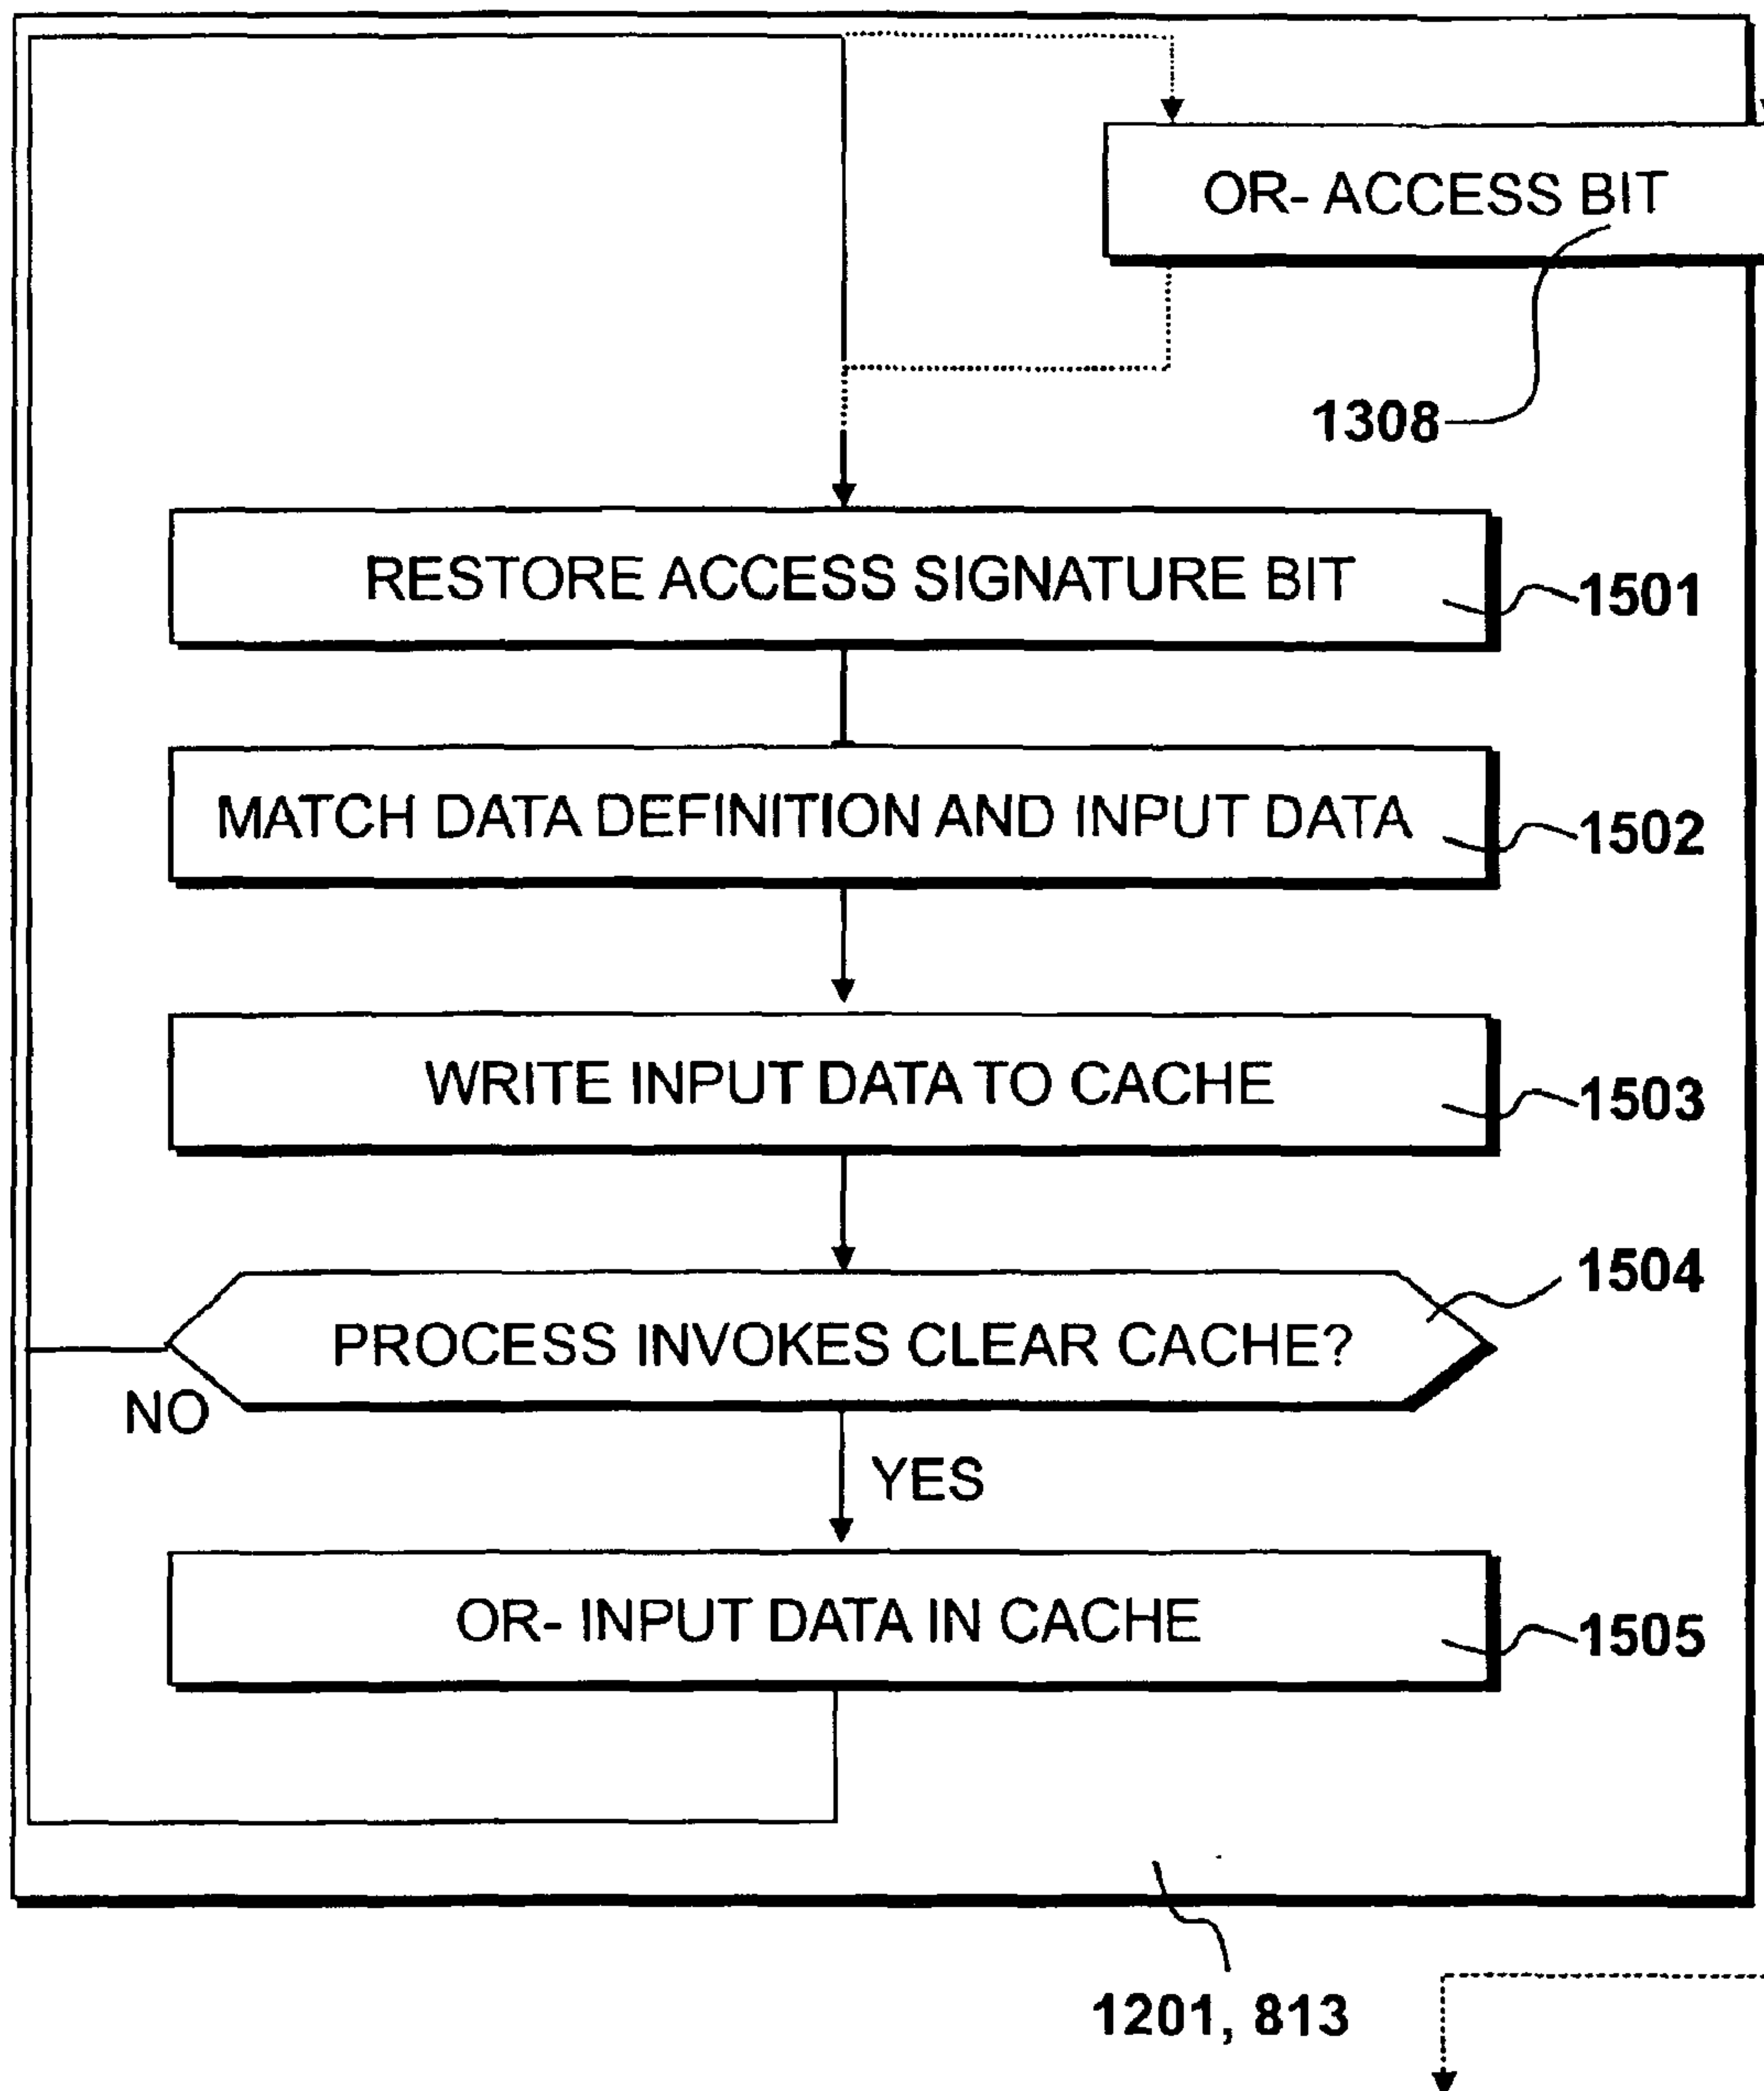 OR- ACCESS BIT
1308
RESTORE ACCESS SIGNATURE BIT
1501
MATCH DATA DEFINITION AND INPUT DATA
1502
WRITE INPUT DATA TO CACHE
1503
1504
PROCESS INVOKES CLEAR CACHE?
NO
YES
OR- INPUT DATA IN CACHE
1505
1201, 813